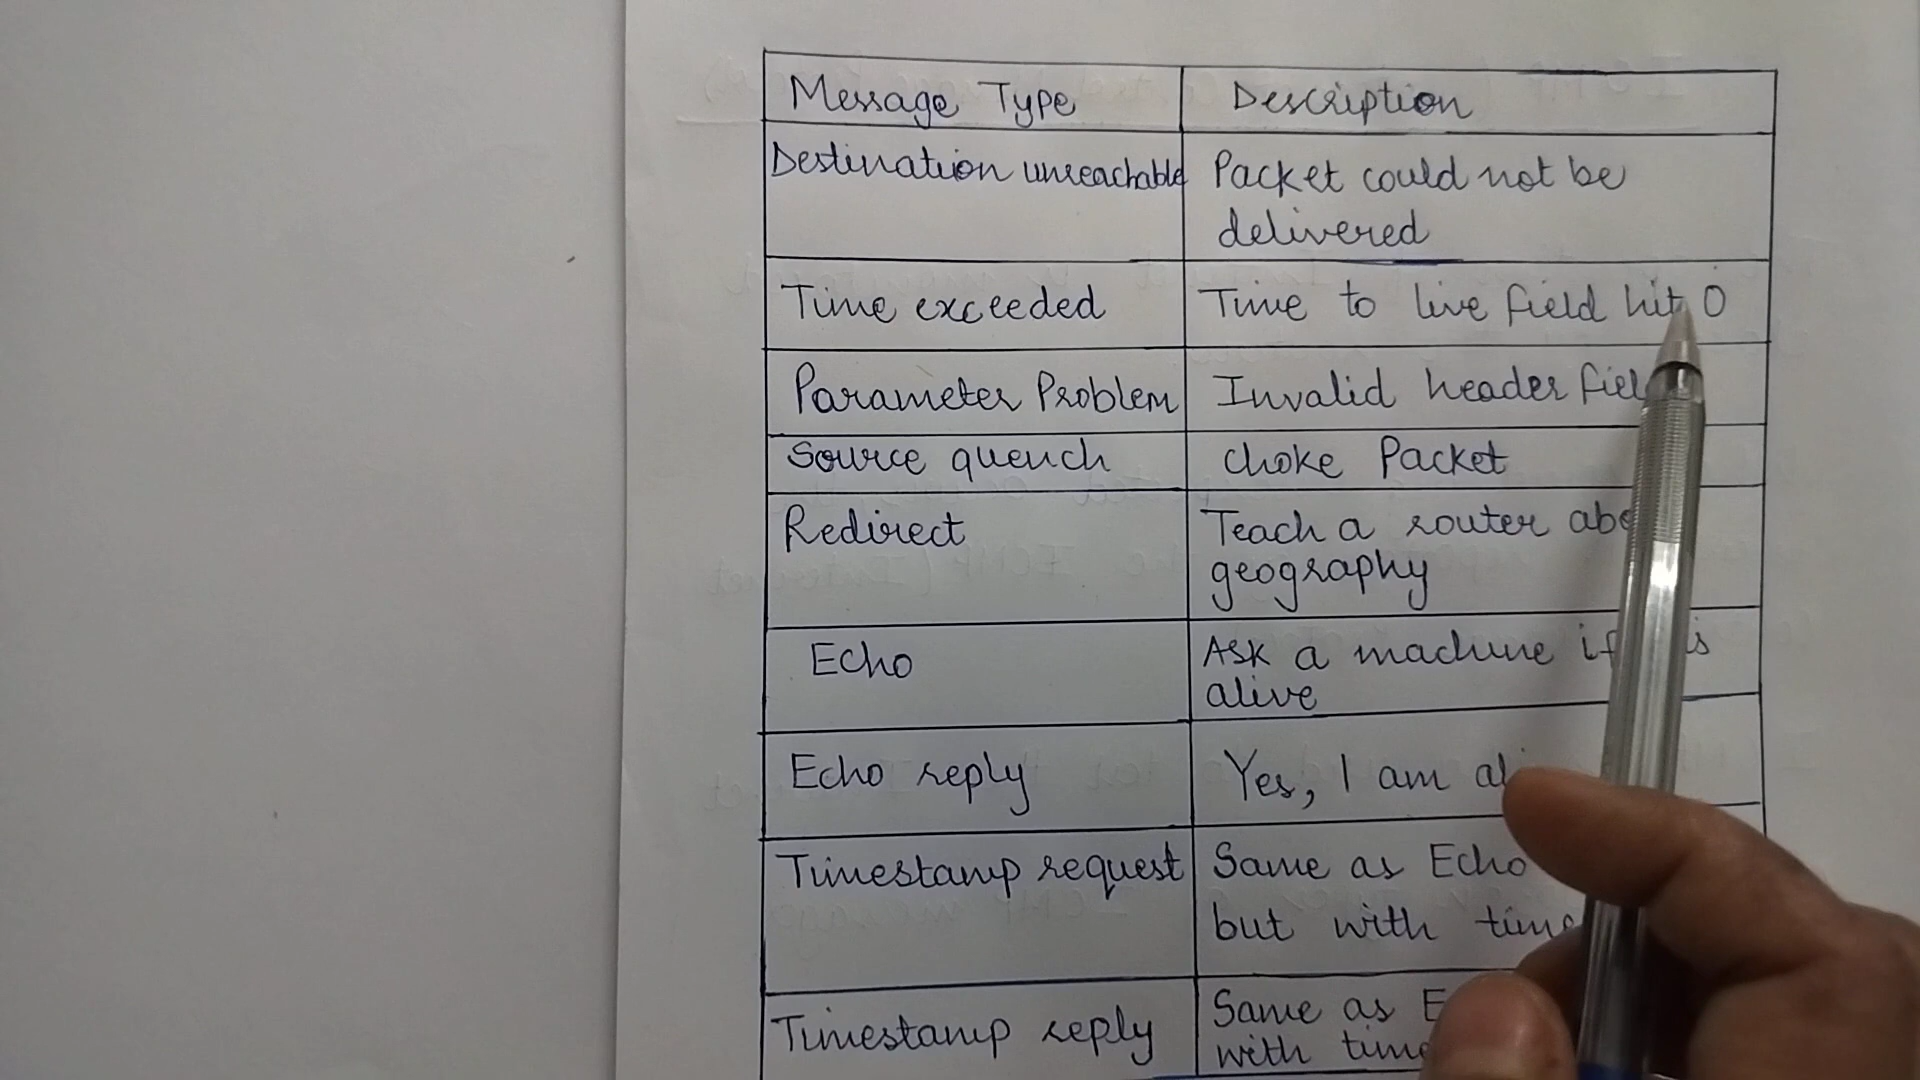 Message Type Description
Destination unreachable Packet could not be
delivered
Time exceeded Time to live field hit 0
Parameter Problem Invalid header
Source quench choke Packet
Redirect Teach a router
geography
Echo Ask a machine
alive
Echo reply Yes, I am
Timestamp request Same as Echo
but with
Timestamp reply Same as
with